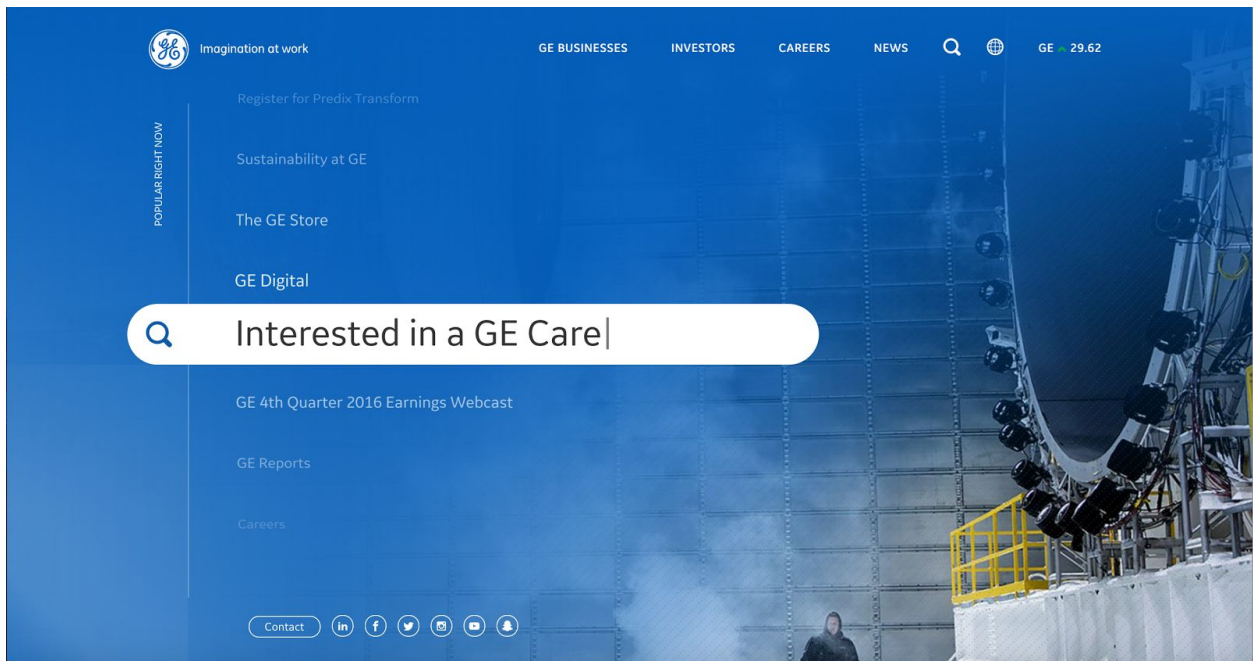 GE Imagination at work
GE BUSINESSES INVESTORS CAREERS NEWS GE 29.62
POPULAR RIGHT NOW
Register for Predix Transform
Sustainability at GE
The GE Store
GE Digital
Interested in a GE Care
GE 4th Quarter 2016 Earnings Webcast
GE Reports
Careers
Contact in f